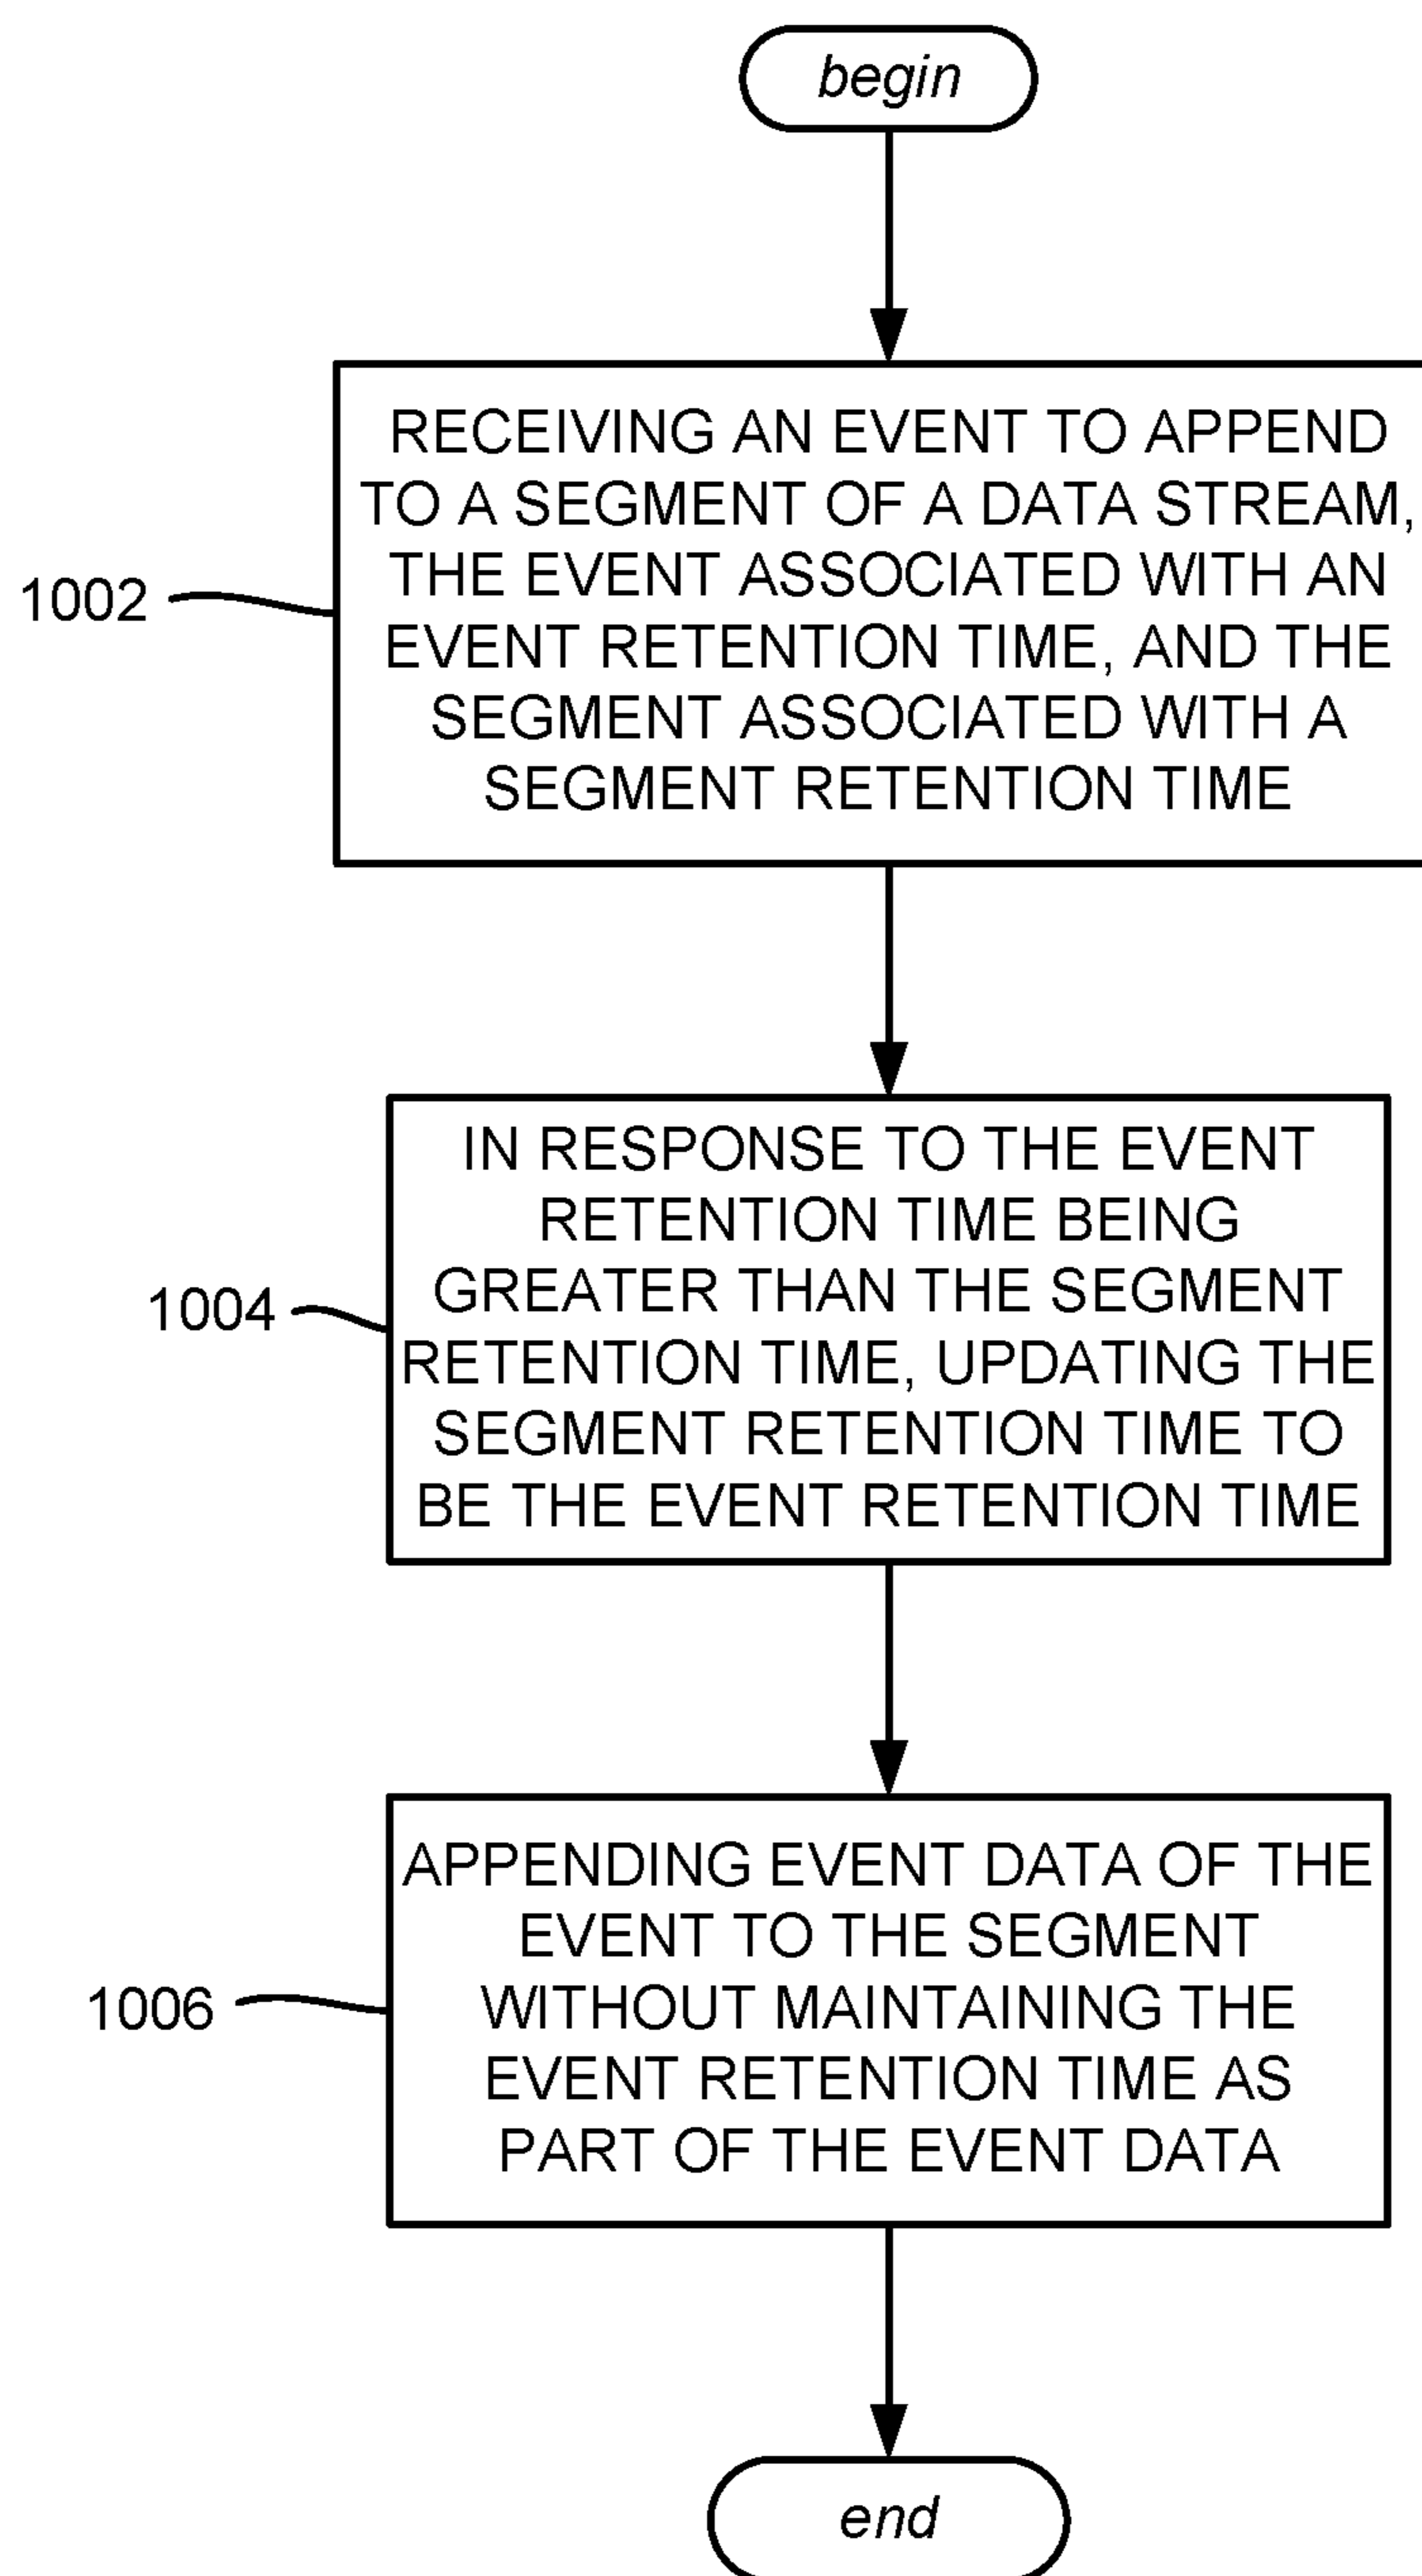 begin
RECEIVING AN EVENT TO APPEND
TO A SEGMENT OF A DATA STREAM,
THE EVENT ASSOCIATED WITH AN
EVENT RETENTION TIME, AND THE
SEGMENT ASSOCIATED WITH A
SEGMENT RETENTION TIME
1002
IN RESPONSE TO THE EVENT
RETENTION TIME BEING
GREATER THAN THE SEGMENT
RETENTION TIME, UPDATING THE
SEGMENT RETENTION TIME TO
BE THE EVENT RETENTION TIME
1004
APPENDING EVENT DATA OF THE
EVENT TO THE SEGMENT
WITHOUT MAINTAINING THE
EVENT RETENTION TIME AS
PART OF THE EVENT DATA
1006
end